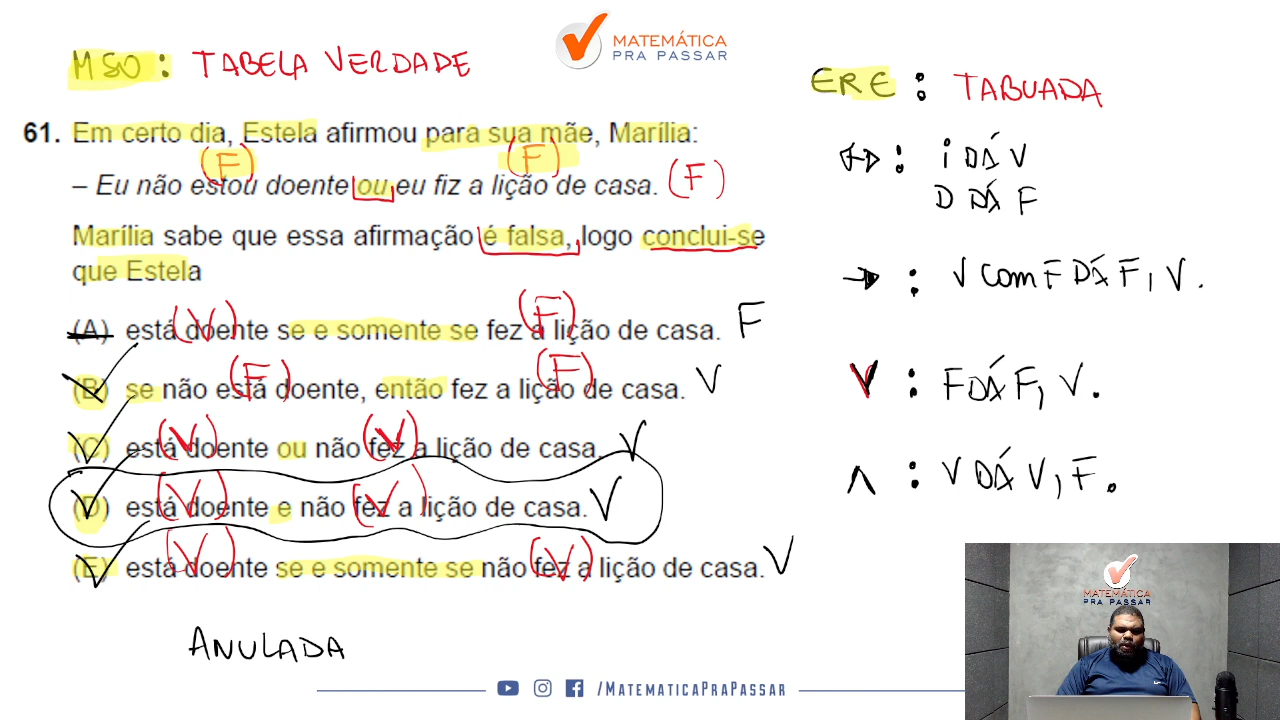 MATEMÁTICA
PRA PASSAR
MSO : TABELA VERDADE
ERE : TABUADA
61. Em certo dia, Estela afirmou para sua mãe, Marília:
(F) (F)
– Eu não estou doente ou eu fiz a lição de casa. (F)
Marília sabe que essa afirmação é falsa, logo conclui-se
que Estela
(V) (F)
(A) está doente se e somente se fez a lição de casa. F
(F) (F)
(B) se não está doente, então fez a lição de casa. V
(V) (V)
(C) está doente ou não fez a lição de casa. V
(V) (V)
(D) está doente e não fez a lição de casa. V
(V) (V)
(E) está doente se e somente se não fez a lição de casa. V
ANULADA
↔ : i DÁ V
D DÁ F
→ : V com F DÁ F, V.
V : F DÁ F, V.
Λ : V DÁ V, F.
MATEMÁTICA
PRA PASSAR
/MatematicaPraPassar